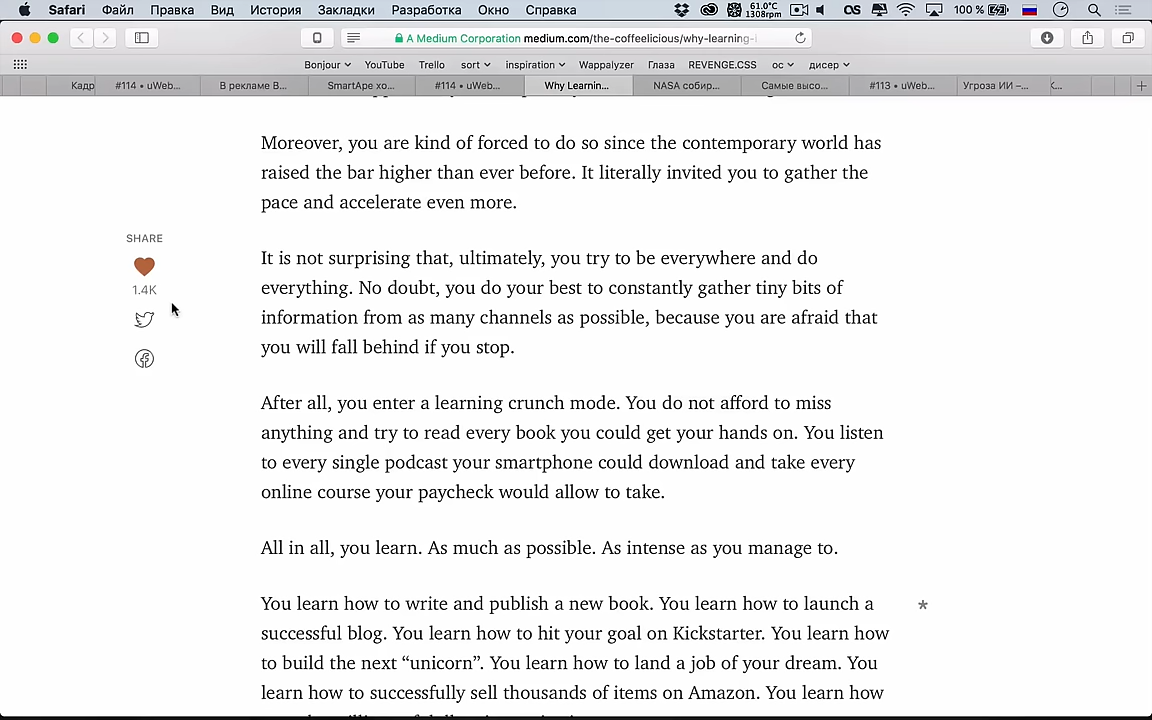 Safari Файл Правка Вид История Закладки Разработка Окно Справка 61.0°C 1308rpm OS 100 %
A Medium Corporation medium.com/the-coffeelicious/why-learning-
Bonjour YouTube Trello sort inspiration Wappalyzer Глаза REVENGE.CSS ос дисер
Кадр #114 • uWeb... В рекламе В... SmartApe хо... #114 • uWeb... Why Learnin... NASA собир... Самые высо... #113 • uWeb... Угроза ИИ –... К...
Moreover, you are kind of forced to do so since the contemporary world has
raised the bar higher than ever before. It literally invited you to gather the
pace and accelerate even more.
SHARE
1.4K
It is not surprising that, ultimately, you try to be everywhere and do
everything. No doubt, you do your best to constantly gather tiny bits of
information from as many channels as possible, because you are afraid that
you will fall behind if you stop.
After all, you enter a learning crunch mode. You do not afford to miss
anything and try to read every book you could get your hands on. You listen
to every single podcast your smartphone could download and take every
online course your paycheck would allow to take.
All in all, you learn. As much as possible. As intense as you manage to.
You learn how to write and publish a new book. You learn how to launch a *
successful blog. You learn how to hit your goal on Kickstarter. You learn how
to build the next “unicorn”. You learn how to land a job of your dream. You
learn how to successfully sell thousands of items on Amazon. You learn how